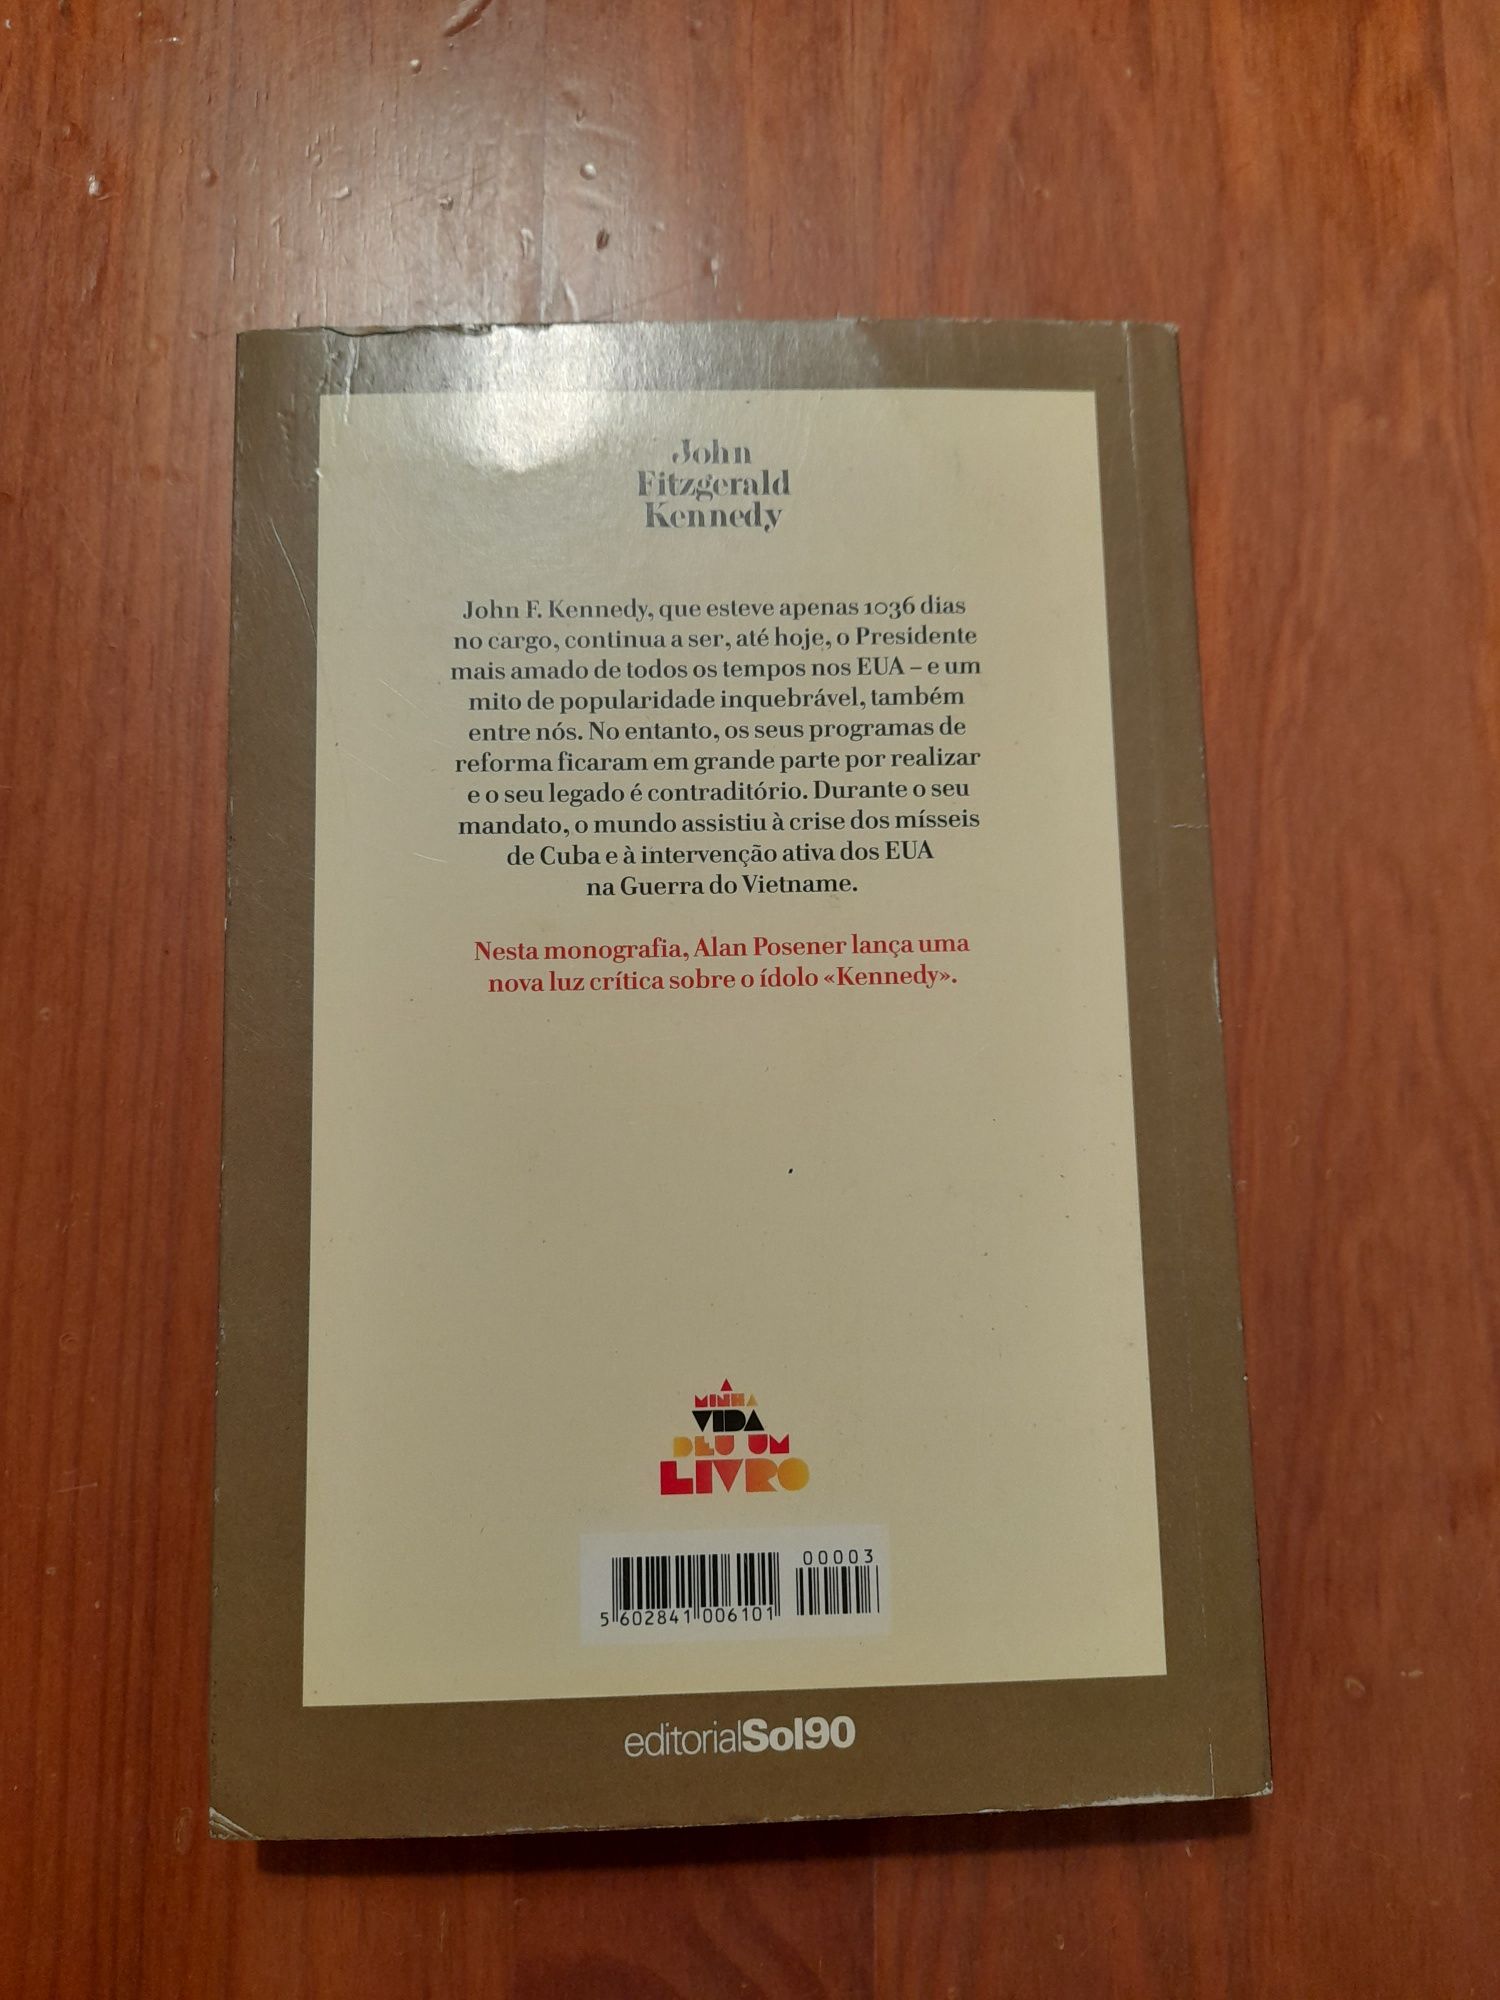 John
Fitzgerald
Kennedy
John F. Kennedy, que esteve apenas 1036 dias
no cargo, continua a ser, até hoje, o Presidente
mais amado de todos os tempos nos EUA – e um
mito de popularidade inquebrável, também
entre nós. No entanto, os seus programas de
reforma ficaram em grande parte por realizar
e o seu legado é contraditório. Durante o seu
mandato, o mundo assistiu à crise dos mísseis
de Cuba e à intervenção ativa dos EUA
na Guerra do Vietname.
Nesta monografia, Alan Posener lança uma
nova luz crítica sobre o ídolo «Kennedy».
A
MINHA
VIDA
DEU UM
LIVRO
00003
5 602841 006101
editorialSol90